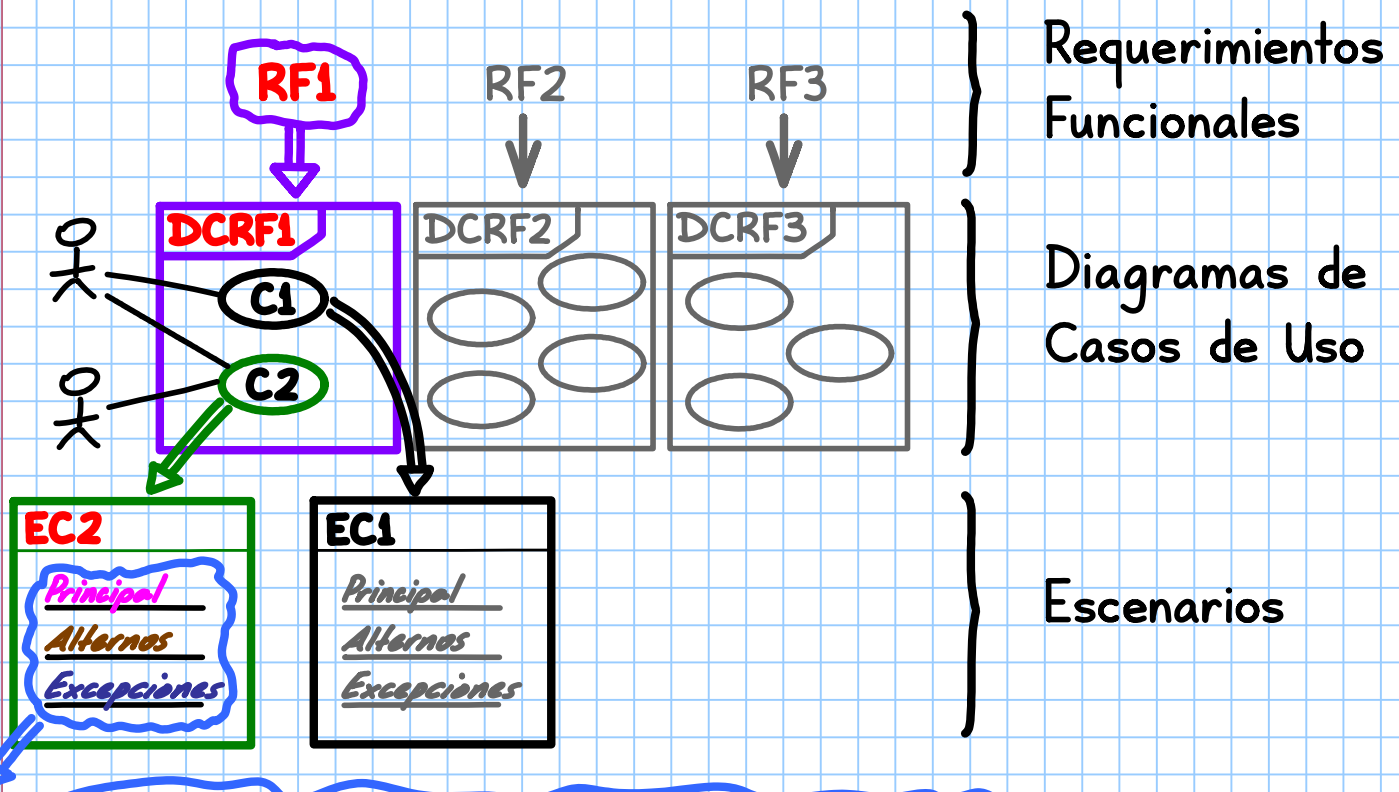 RF1
RF2
RF3
Requerimientos
Funcionales
DCRF1
DCRF2
DCRF3
C1
C2
Diagramas de
Casos de Uso
EC2
Principal
Alternos
Excepciones
EC1
Principal
Alternos
Excepciones
Escenarios